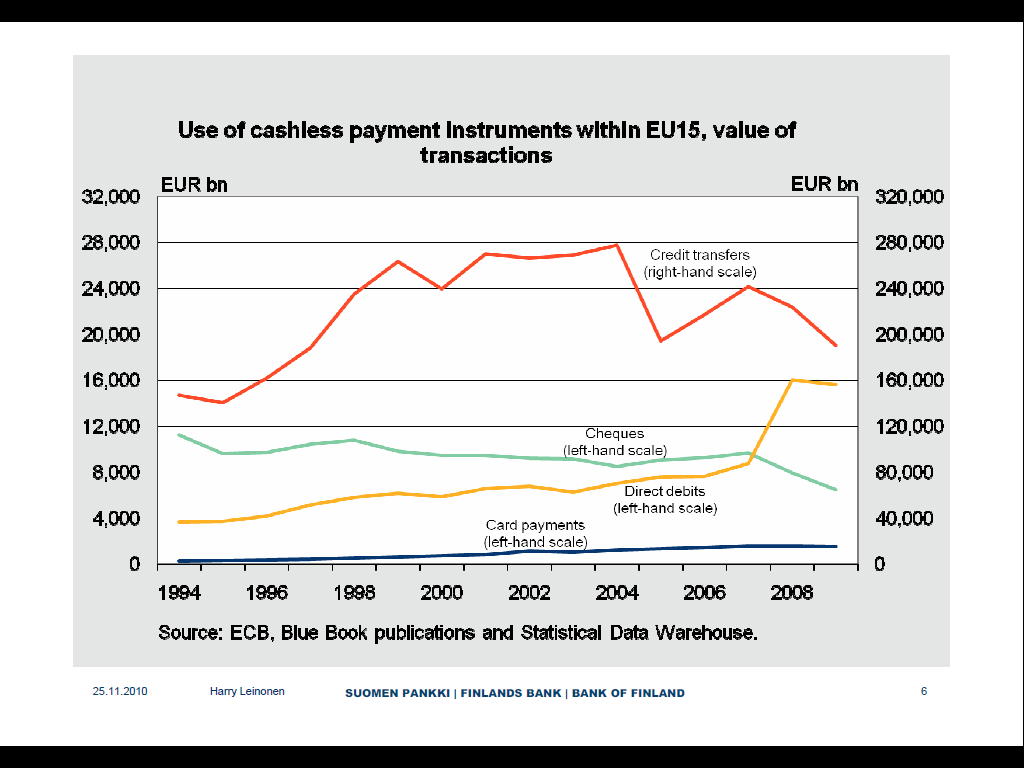 Use of cashless payment instruments within EU15, value of
transactions
EUR bn
EUR bn
32,000
320,000
28,000
280,000
Credit transfers
(right-hand scale)
24,000
240,000
20,000
200,000
16,000
160,000
12,000
120,000
Cheques
(left-hand scale)
8,000
80,000
Direct debits
(left-hand scale)
4,000
40,000
Card payments
(left-hand scale)
0
0
1994 1996 1998 2000 2002 2004 2006 2008
Source: ECB, Blue Book publications and Statistical Data Warehouse.
25.11.2010 Harry Leinonen SUOMEN PANKKI | FINLANDS BANK | BANK OF FINLAND 6